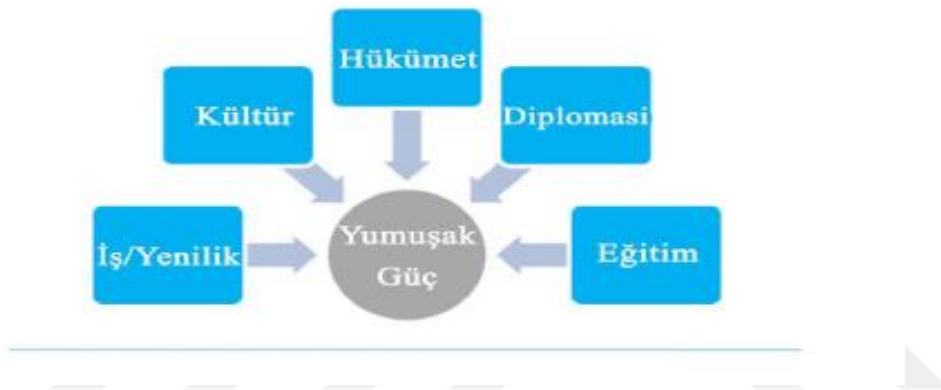 Hükümet
Kültür
Diplomasi
İş/Yenilik
Yumuşak
Güç
Eğitim